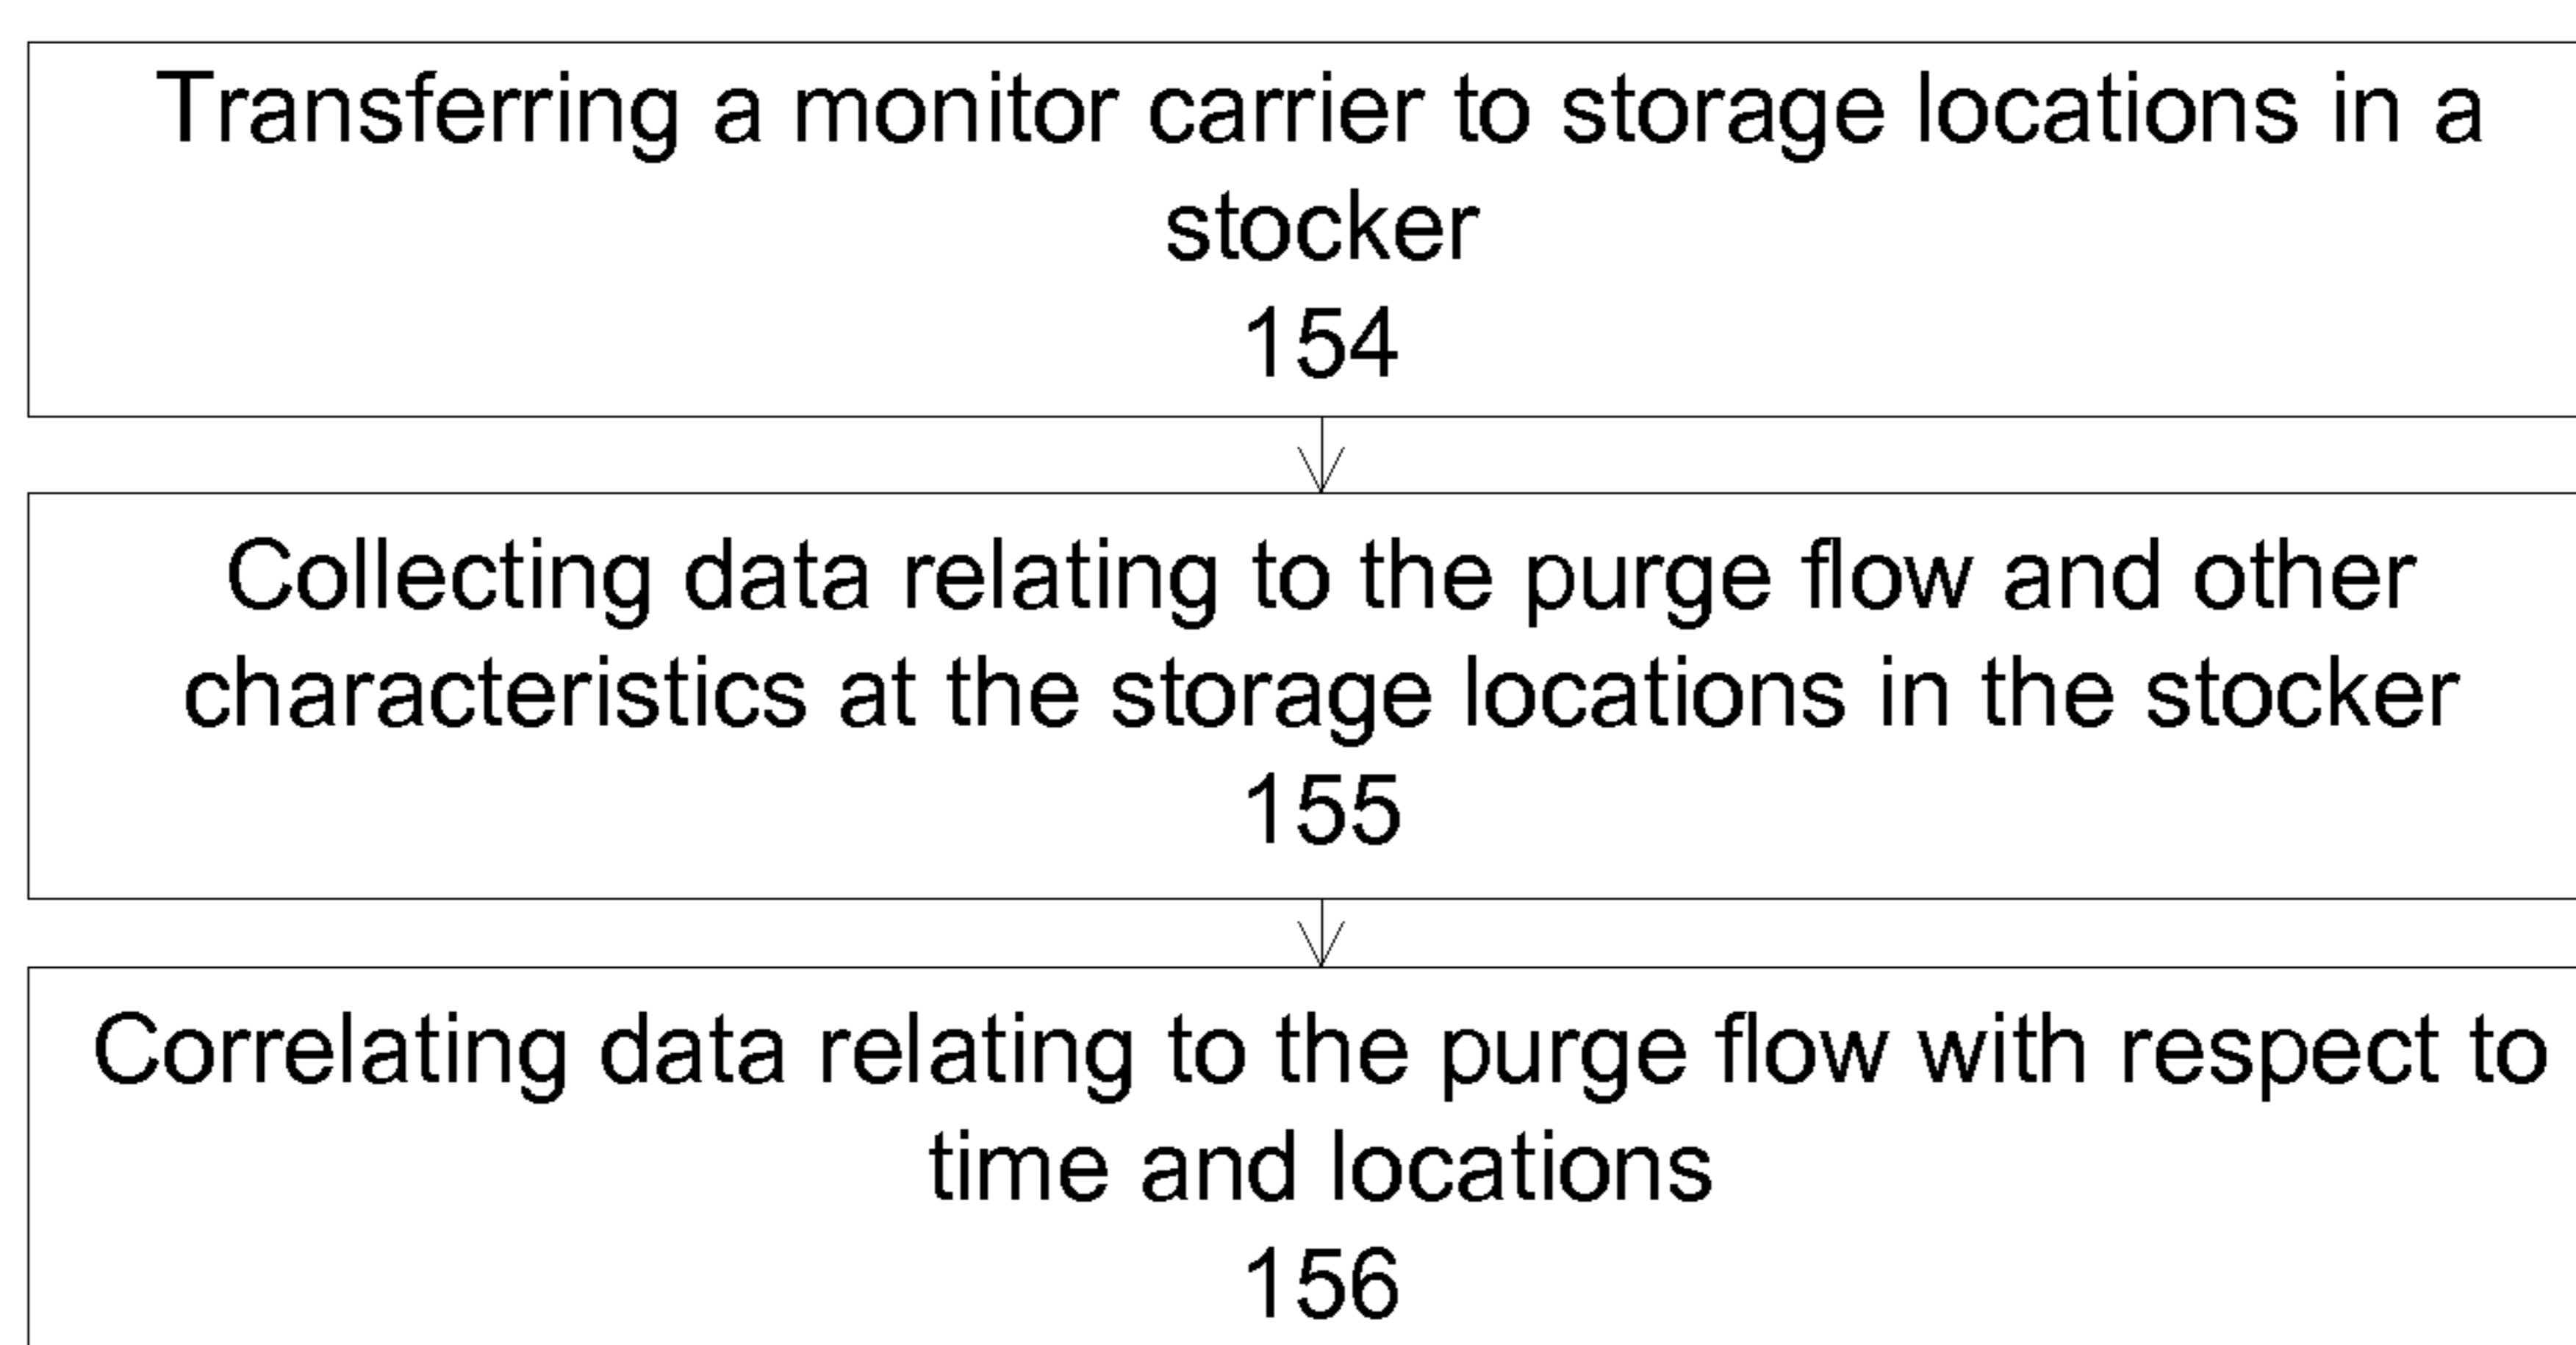 Transferring a monitor carrier to storage locations in a
stocker
154
Collecting data relating to the purge flow and other
characteristics at the storage locations in the stocker
155
Correlating data relating to the purge flow with respect to
time and locations
156